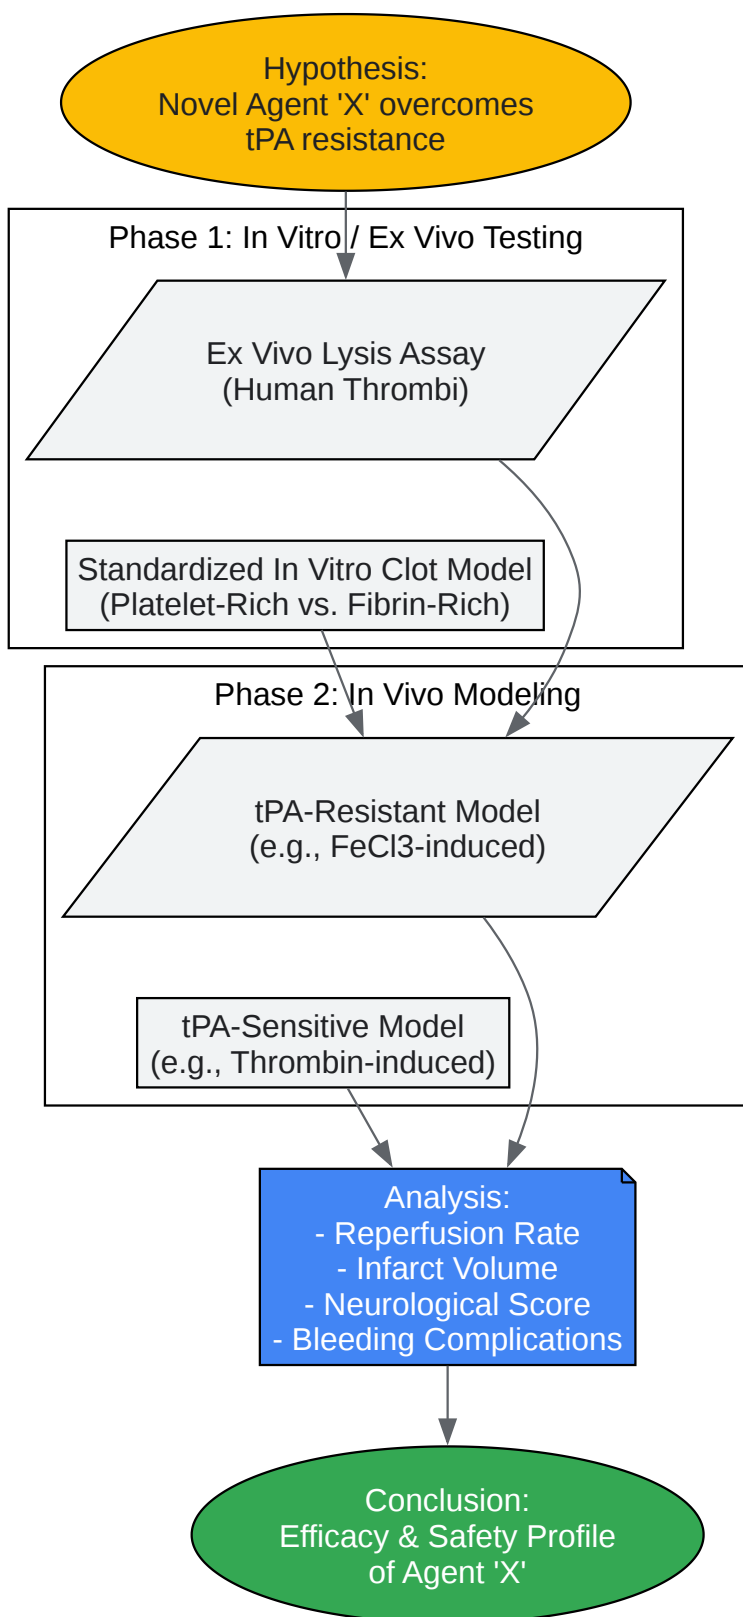 Hypothesis:
Novel Agent 'X' overcomes
tPA resistance
Phase 1: In Vitro / Ex Vivo Testing
Ex Vivo Lysis Assay
(Human Thrombi)
Standardized In Vitro Clot Model
(Platelet-Rich vs. Fibrin-Rich)
Phase 2: In Vivo Modeling
tPA-Resistant Model
(e.g., FeCl3-induced)
tPA-Sensitive Model
(e.g., Thrombin-induced)
Analysis:
- Reperfusion Rate
- Infarct Volume
- Neurological Score
- Bleeding Complications
Conclusion:
Efficacy & Safety Profile
of Agent 'X'